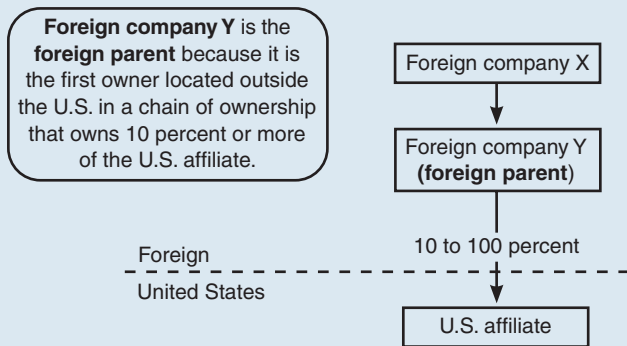 Foreign company Y is the
foreign parent because it is
the first owner located outside
the U.S. in a chain of ownership
that owns 10 percent or more
of the U.S. affiliate.
Foreign company X
Foreign company Y
(foreign parent)
10 to 100 percent
Foreign
United States
U.S. affiliate